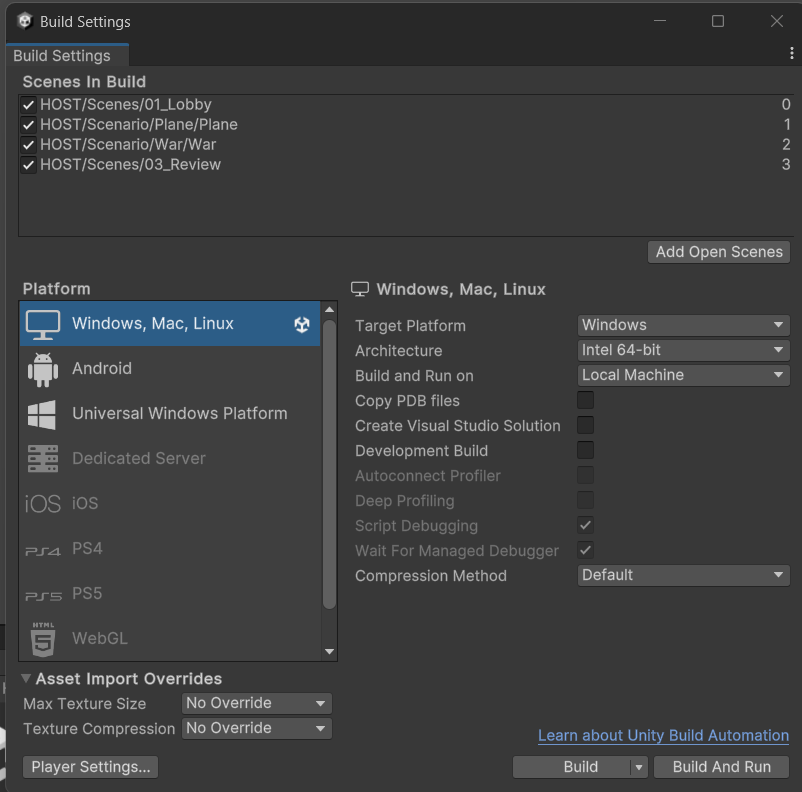 Build Settings
Build Settings
Scenes In Build
HOST/Scenes/01_Lobby 0
HOST/Scenario/Plane/Plane 1
HOST/Scenario/War/War 2
HOST/Scenes/03_Review 3
Add Open Scenes
Platform
Windows, Mac, Linux
Android
Universal Windows Platform
Dedicated Server
iOS iOS
PS4 PS4
PS5 PS5
HTML
5 WebGL
Windows, Mac, Linux
Target Platform Windows
Architecture Intel 64-bit
Build and Run on Local Machine
Copy PDB files
Create Visual Studio Solution
Development Build
Autoconnect Profiler
Deep Profiling
Script Debugging
Wait For Managed Debugger
Compression Method Default
Asset Import Overrides
Max Texture Size No Override
Texture Compression No Override
Learn about Unity Build Automation
Player Settings... Build Build And Run